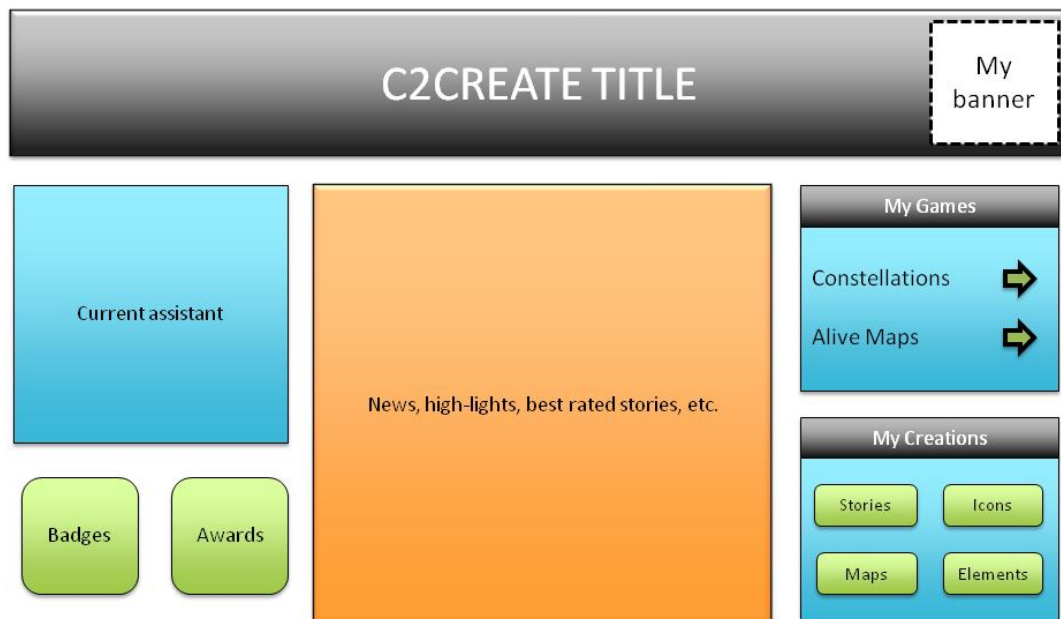 C2CREATE TITLE
My
banner
Current assistant
Badges
Awards
News, high-lights, best rated stories, etc.
My Games
Constellations
Alive Maps
My Creations
Stories
Icons
Maps
Elements